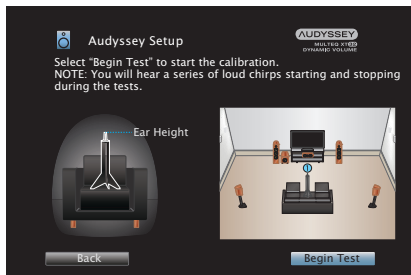 Audyssey Setup
AUDYSSEY
MULTEQ XT32
DYNAMIC VOLUME
Select “Begin Test” to start the calibration.
NOTE: You will hear a series of loud chirps starting and stopping
during the tests.
Ear Height
Back
Begin Test